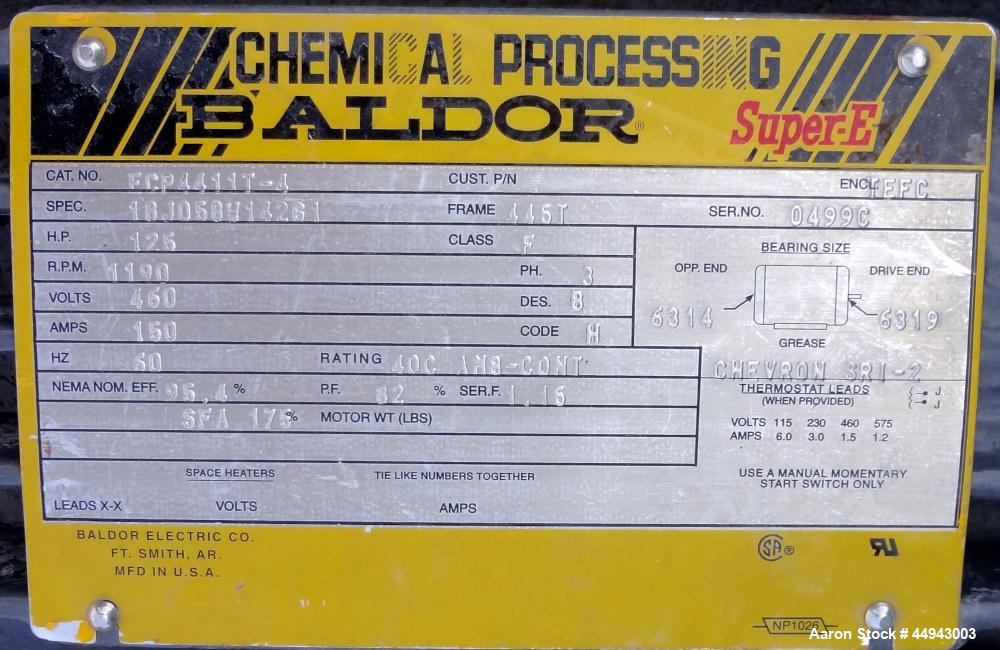 CHEMICAL PROCESSING
BALDOR ® Super-E
CAT. NO. ECP4411T-4 CUST. P/N ENCL TEFC
SPEC. FRAME 445T SER.NO. 0499C
H.P. 125 CLASS F
R.P.M. 1190 PH. 3
VOLTS 460 DES. B
AMPS 150 CODE H
HZ 60 RATING 40C AMB-CONT
NEMA NOM. EFF. 95.4 % P.F. 82 % SER.F. 1.15
SFA 173 % MOTOR WT (LBS)
BEARING SIZE
OPP. END DRIVE END
6314 6319
GREASE
CHEVRON SRI-2
THERMOSTAT LEADS J
(WHEN PROVIDED) J
VOLTS 115 230 460 575
AMPS 6.0 3.0 1.5 1.2
USE A MANUAL MOMENTARY
START SWITCH ONLY
SPACE HEATERS TIE LIKE NUMBERS TOGETHER
LEADS X-X VOLTS AMPS
BALDOR ELECTRIC CO.
FT. SMITH, AR.
MFD IN U.S.A.
SA ®
NP1026
Aaron Stock # 44943003